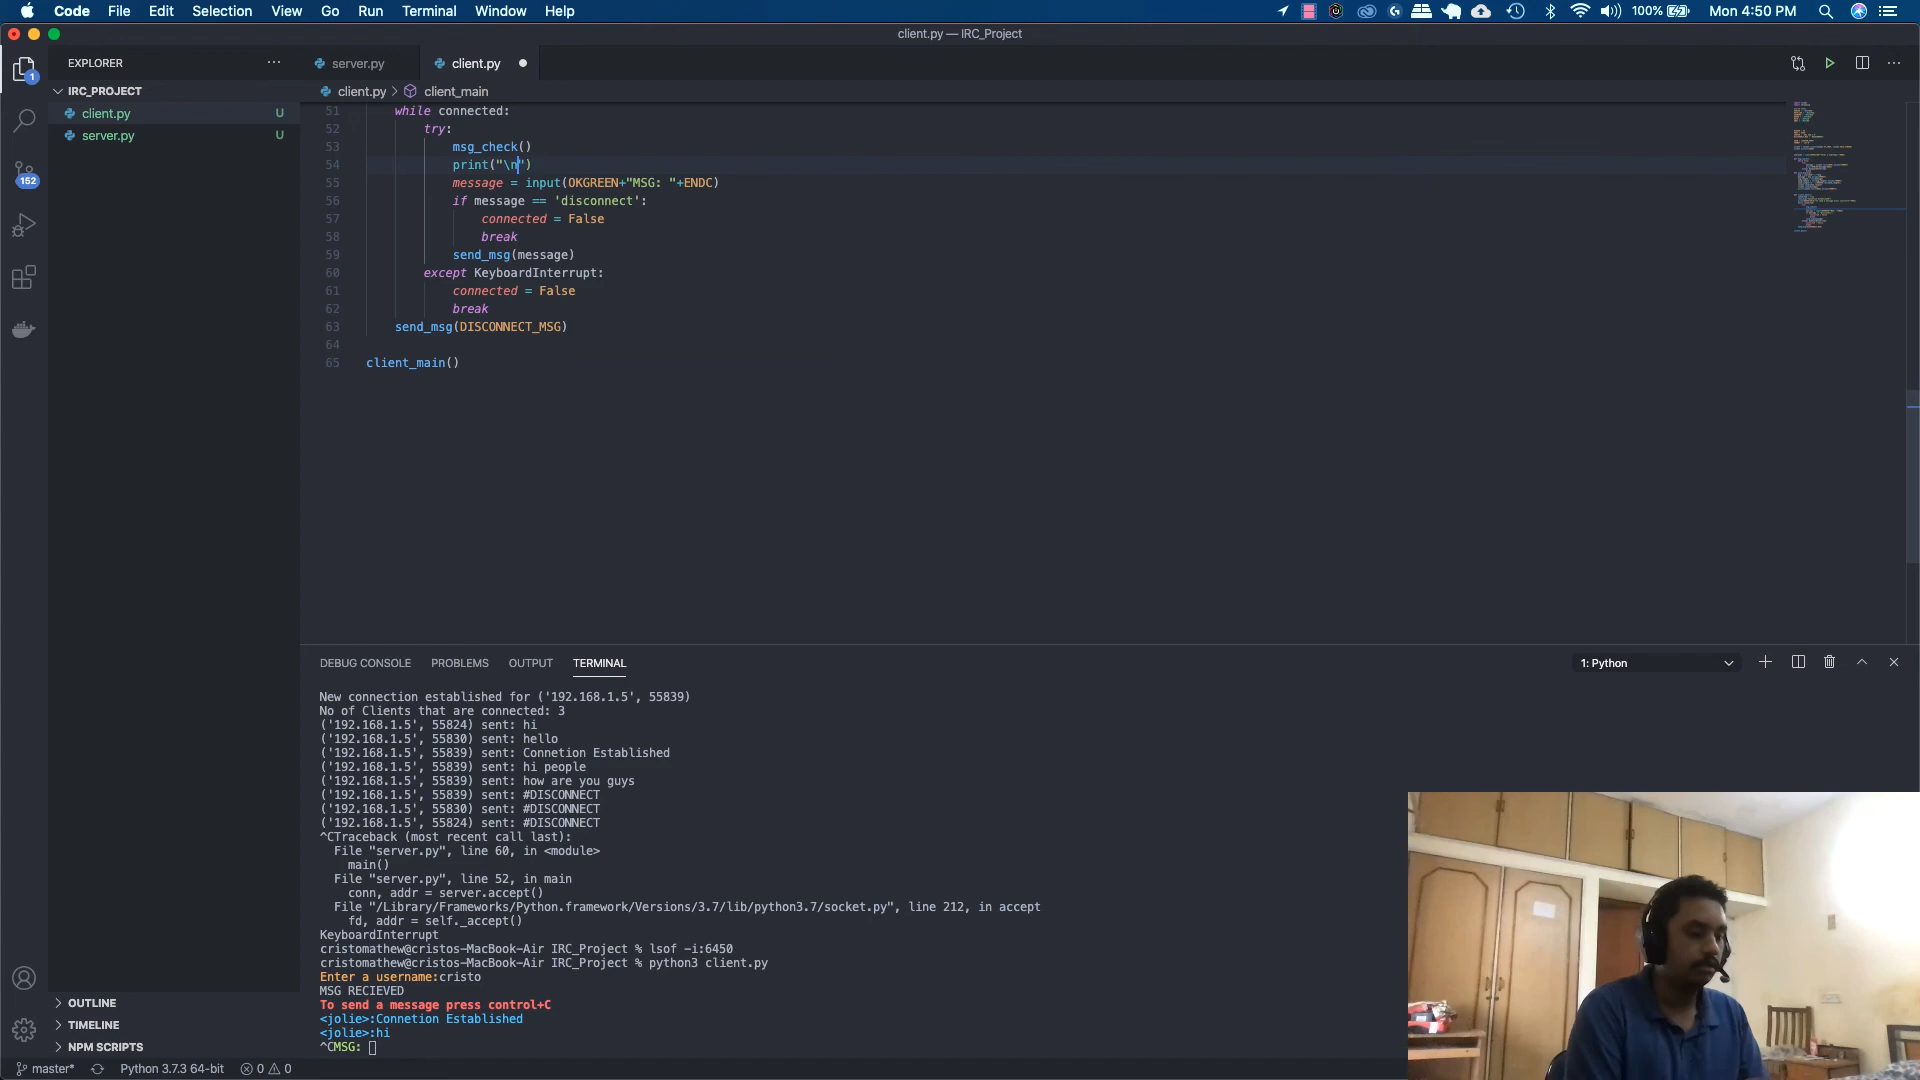 Code File Edit Selection View Go Run Terminal Window Help
100% Mon 4:50 PM
client.py — IRC_Project
EXPLORER
server.py
client.py
IRC_PROJECT
client.py > client_main
client.py U
server.py U
1
152
51 while connected:
52 try:
53 msg_check()
54 print("\n")
55 message = input(OKGREEN+"MSG: "+ENDC)
56 if message == 'disconnect':
57 connected = False
58 break
59 send_msg(message)
60 except KeyboardInterrupt:
61 connected = False
62 break
63 send_msg(DISCONNECT_MSG)
64
65 client_main()
DEBUG CONSOLE PROBLEMS OUTPUT TERMINAL
1: Python
New connection established for ('192.168.1.5', 55839)
No of Clients that are connected: 3
('192.168.1.5', 55824) sent: hi
('192.168.1.5', 55830) sent: hello
('192.168.1.5', 55839) sent: Connetion Established
('192.168.1.5', 55839) sent: hi people
('192.168.1.5', 55839) sent: how are you guys
('192.168.1.5', 55839) sent: #DISCONNECT
('192.168.1.5', 55830) sent: #DISCONNECT
('192.168.1.5', 55824) sent: #DISCONNECT
^CTraceback (most recent call last):
File "server.py", line 60, in <module>
main()
File "server.py", line 52, in main
conn, addr = server.accept()
File "/Library/Frameworks/Python.framework/Versions/3.7/lib/python3.7/socket.py", line 212, in accept
fd, addr = self._accept()
KeyboardInterrupt
cristomathew@cristos-MacBook-Air IRC_Project % lsof -i:6450
cristomathew@cristos-MacBook-Air IRC_Project % python3 client.py
Enter a username:cristo
MSG RECIEVED
To send a message press control+C
<jolie>:Connetion Established
<jolie>:hi
^CMSG:
OUTLINE
TIMELINE
NPM SCRIPTS
master* Python 3.7.3 64-bit 0 0